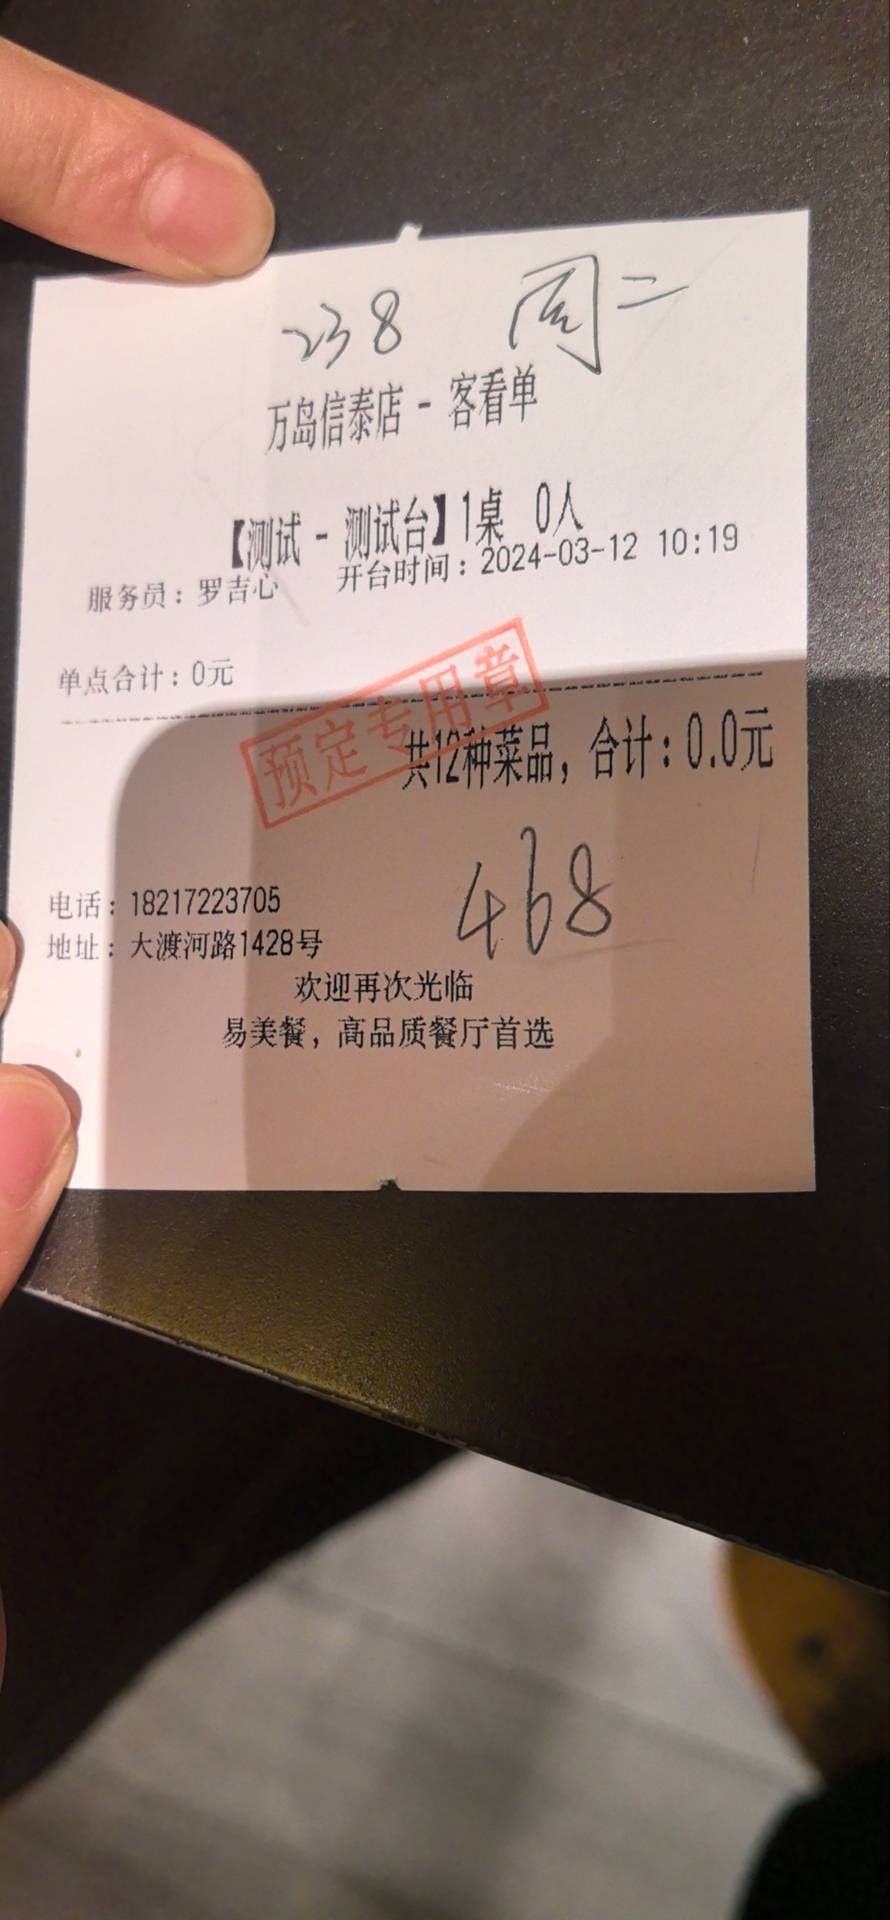 238 周二
万岛信泰店 - 客看单
【测试 - 测试台】1桌 0人
服务员：罗吉心 开台时间：2024-03-12 10:19
单点合计：0元
预定专用章
共12种菜品，合计：0.0元
468
电话：18217223705
地址：大渡河路1428号
欢迎再次光临
易美餐，高品质餐厅首选